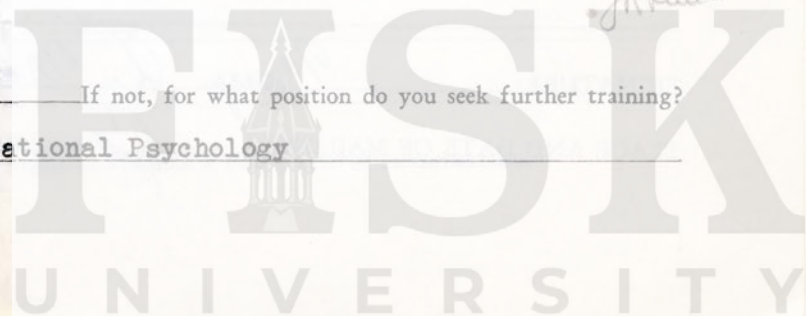 If not, for what position do you seek further training?
ational Psychology
FISK
UNIVERSITY